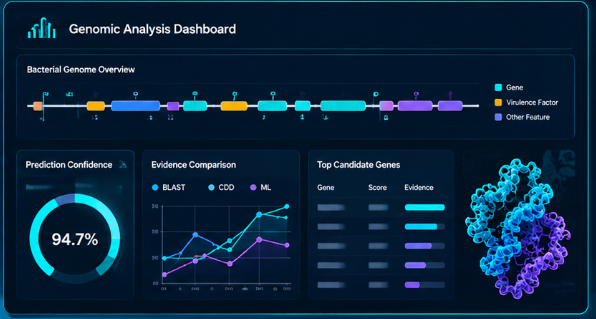 Genomic Analysis Dashboard
Bacterial Genome Overview
Gene
Virulence Factor
Other Feature
Prediction Confidence
94.7%
Evidence Comparison
BLAST CDD ML
Top Candidate Genes
Gene Score Evidence